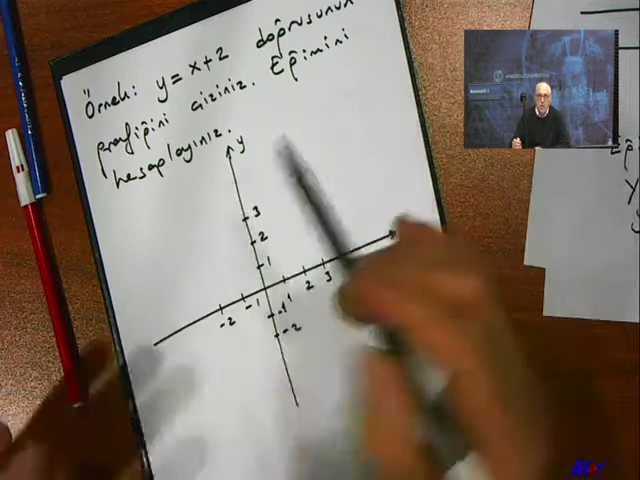 Örnek: y = x+2 doğrusunun
grafiğini çiziniz. Eğimini
hesaplayınız.
y
3
2
1
-2 -1 1 2 3
-1
-2